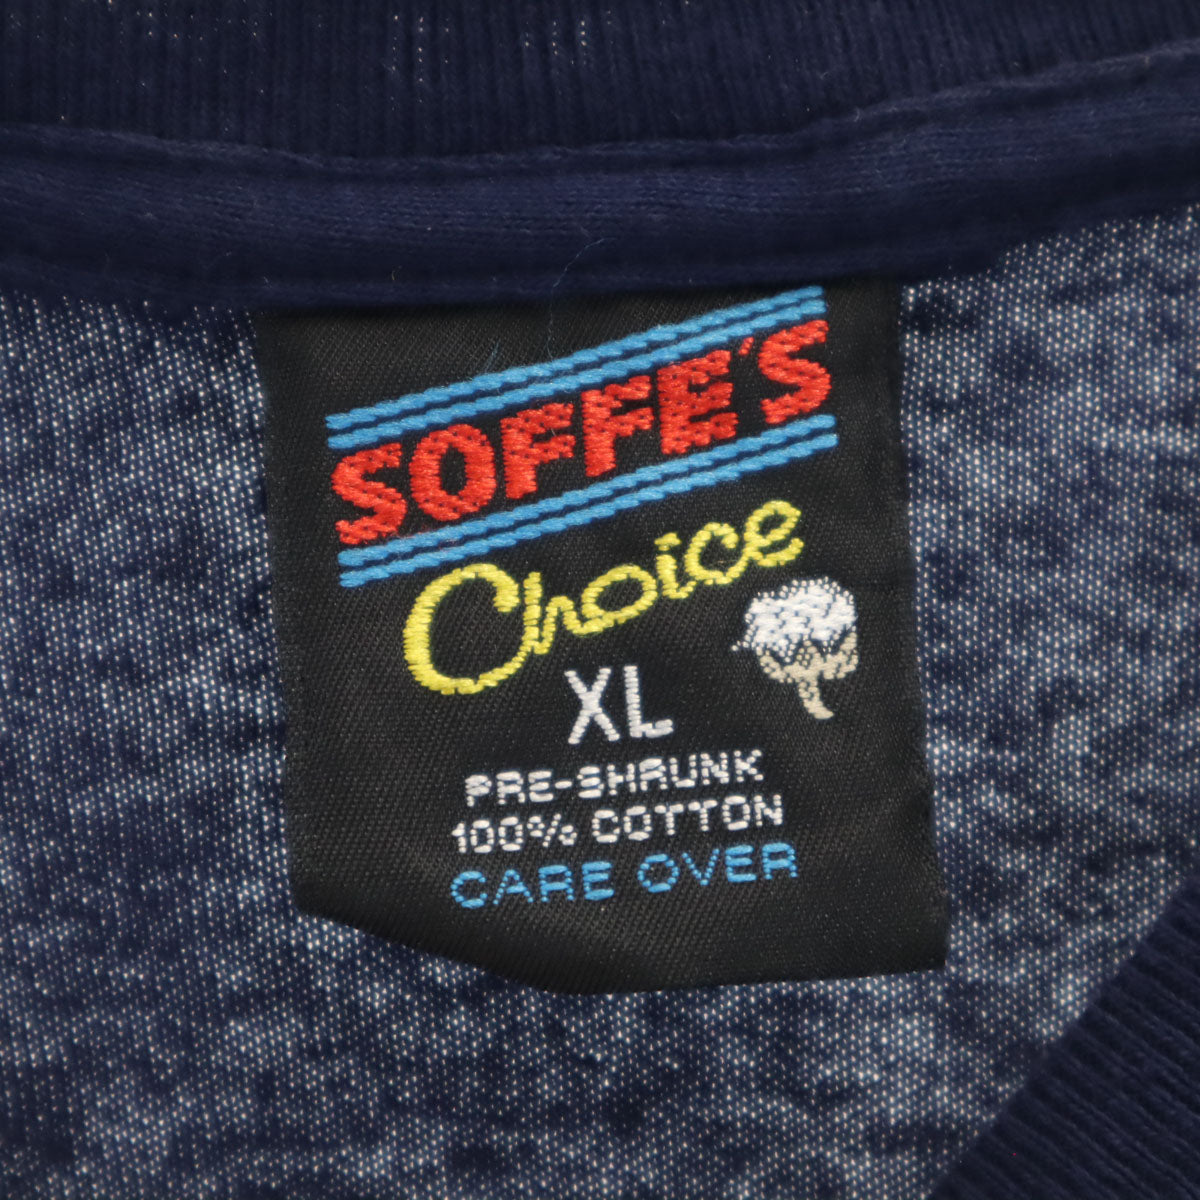 SOFFE'S
Choice
XL
PRE-SHRUNK
100% COTTON
CARE OVER